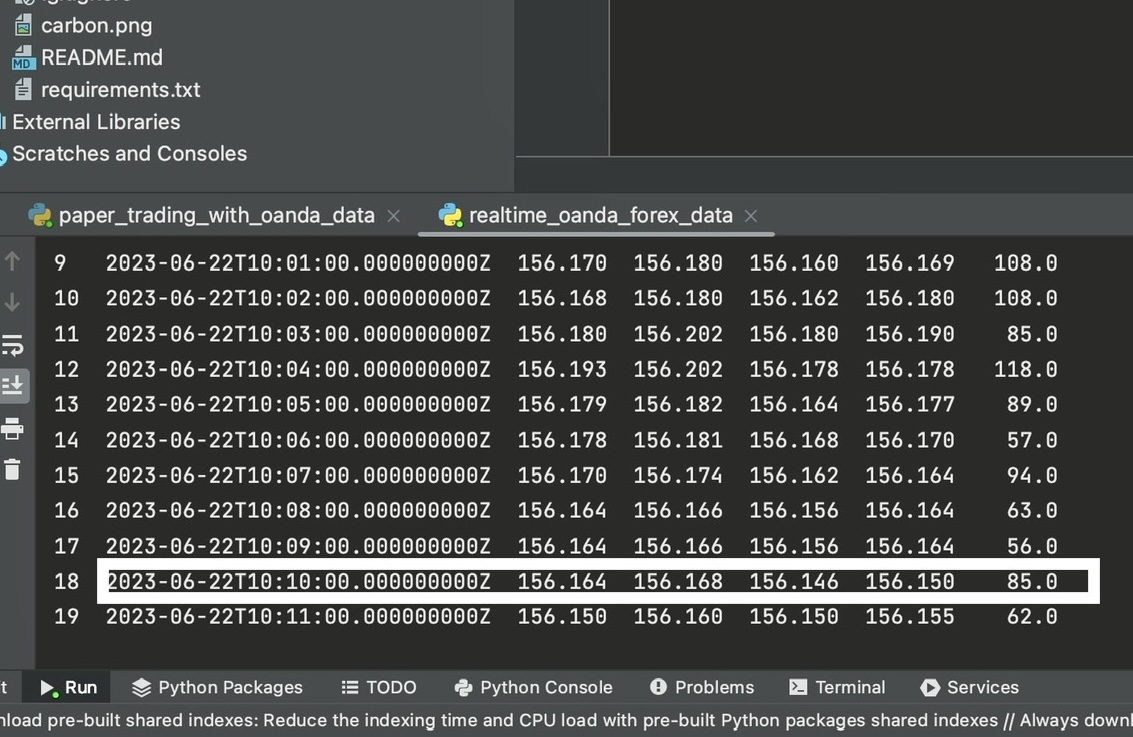 carbon.png
README.md
requirements.txt
External Libraries
Scratches and Consoles
paper_trading_with_oanda_data × realtime_oanda_forex_data ×
9 2023-06-22T10:01:00.000000000Z 156.170 156.180 156.160 156.169 108.0
10 2023-06-22T10:02:00.000000000Z 156.168 156.180 156.162 156.180 108.0
11 2023-06-22T10:03:00.000000000Z 156.180 156.202 156.180 156.190 85.0
12 2023-06-22T10:04:00.000000000Z 156.193 156.202 156.178 156.178 118.0
13 2023-06-22T10:05:00.000000000Z 156.179 156.182 156.164 156.177 89.0
14 2023-06-22T10:06:00.000000000Z 156.178 156.181 156.168 156.170 57.0
15 2023-06-22T10:07:00.000000000Z 156.170 156.174 156.162 156.164 94.0
16 2023-06-22T10:08:00.000000000Z 156.164 156.166 156.156 156.164 63.0
17 2023-06-22T10:09:00.000000000Z 156.164 156.166 156.156 156.164 56.0
18 2023-06-22T10:10:00.000000000Z 156.164 156.168 156.146 156.150 85.0
19 2023-06-22T10:11:00.000000000Z 156.150 156.160 156.150 156.155 62.0
Run Python Packages TODO Python Console Problems Terminal Services
nload pre-built shared indexes: Reduce the indexing time and CPU load with pre-built Python packages shared indexes // Always downl